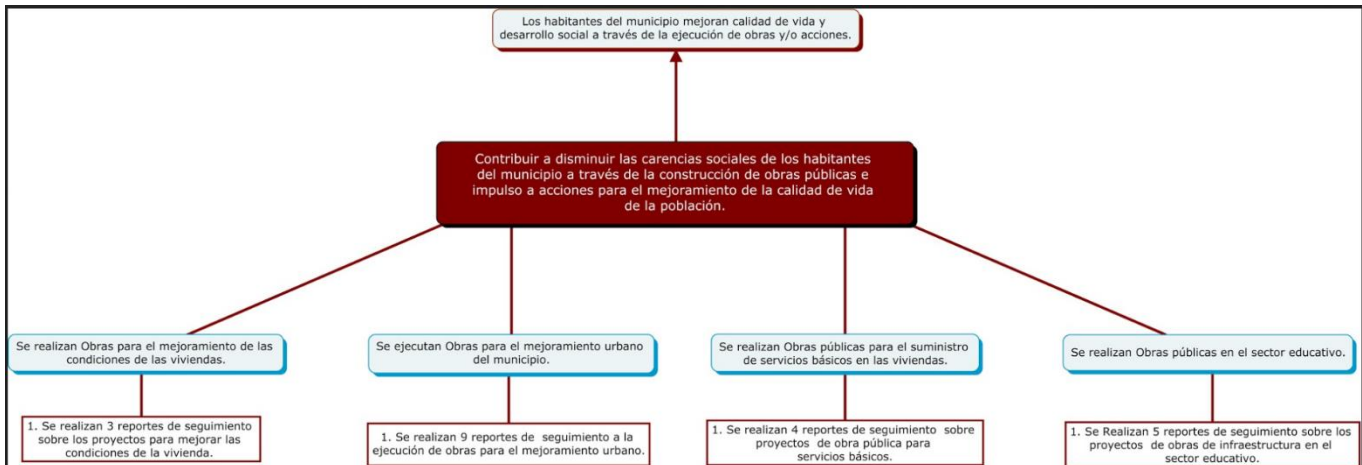 Los habitantes del municipio mejoran calidad de vida y
desarrollo social a través de la ejecución de obras y/o acciones.
Contribuir a disminuir las carencias sociales de los habitantes
del municipio a través de la construcción de obras públicas e
impulso a acciones para el mejoramiento de la calidad de vida
de la población.
Se realizan Obras para el mejoramiento de las
condiciones de las viviendas.
Se ejecutan Obras para el mejoramiento urbano
del municipio.
Se realizan Obras públicas para el suministro
de servicios básicos en las viviendas.
Se realizan Obras públicas en el sector educativo.
1. Se realizan 3 reportes de seguimiento
sobre los proyectos para mejorar las
condiciones de la vivienda.
1. Se realizan 9 reportes de seguimiento a la
ejecución de obras para el mejoramiento urbano.
1. Se realizan 4 reportes de seguimiento sobre
proyectos de obra pública para
servicios básicos.
1. Se Realizan 5 reportes de seguimiento sobre los
proyectos de obras de infraestructura en el
sector educativo.